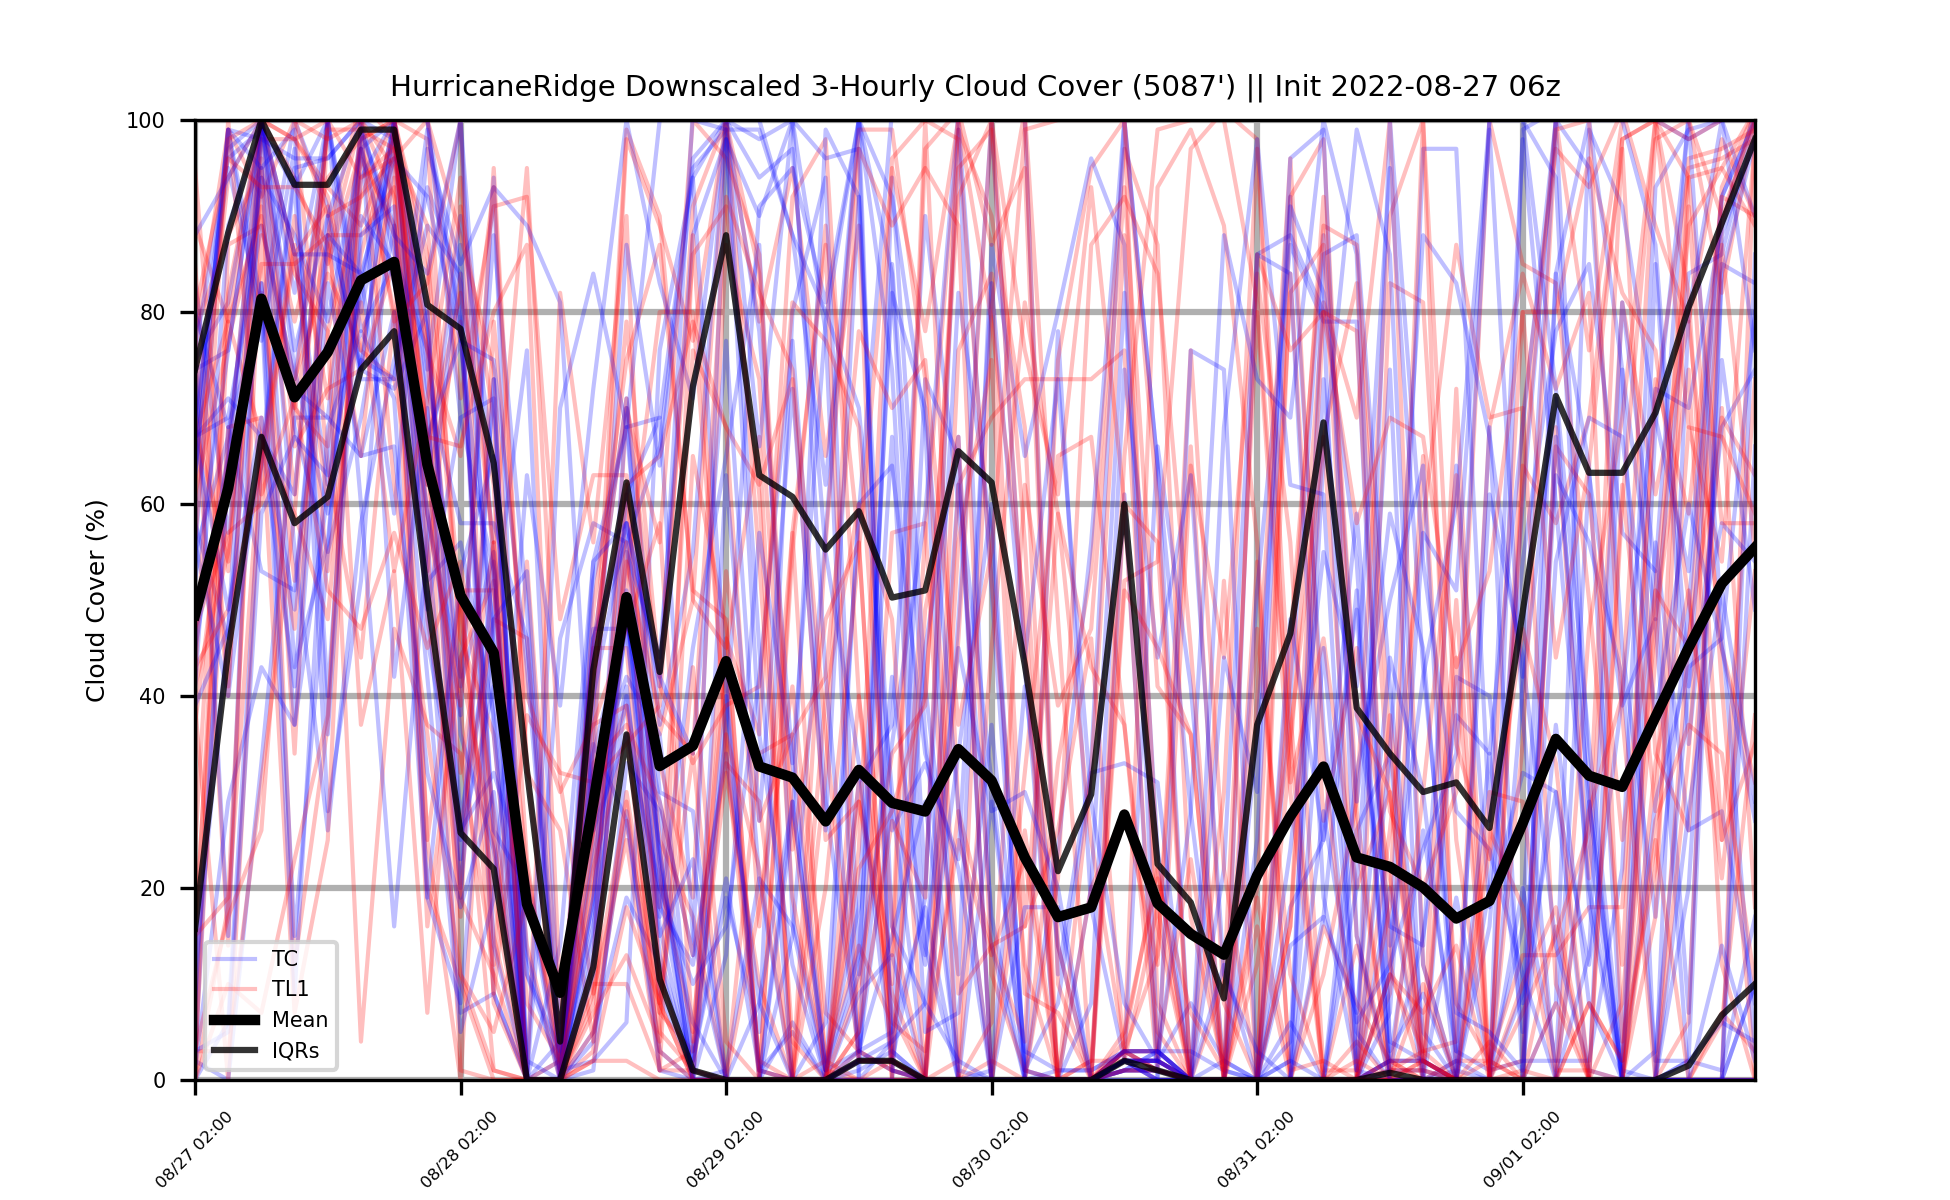 HurricaneRidge Downscaled 3-Hourly Cloud Cover (5087') || Init 2022-08-27 06z
Cloud Cover (%)
100
80
60
40
20
0
TC
TL1
Mean
IQRs
08/27 02:00
08/28 02:00
08/29 02:00
08/30 02:00
08/31 02:00
09/01 02:00